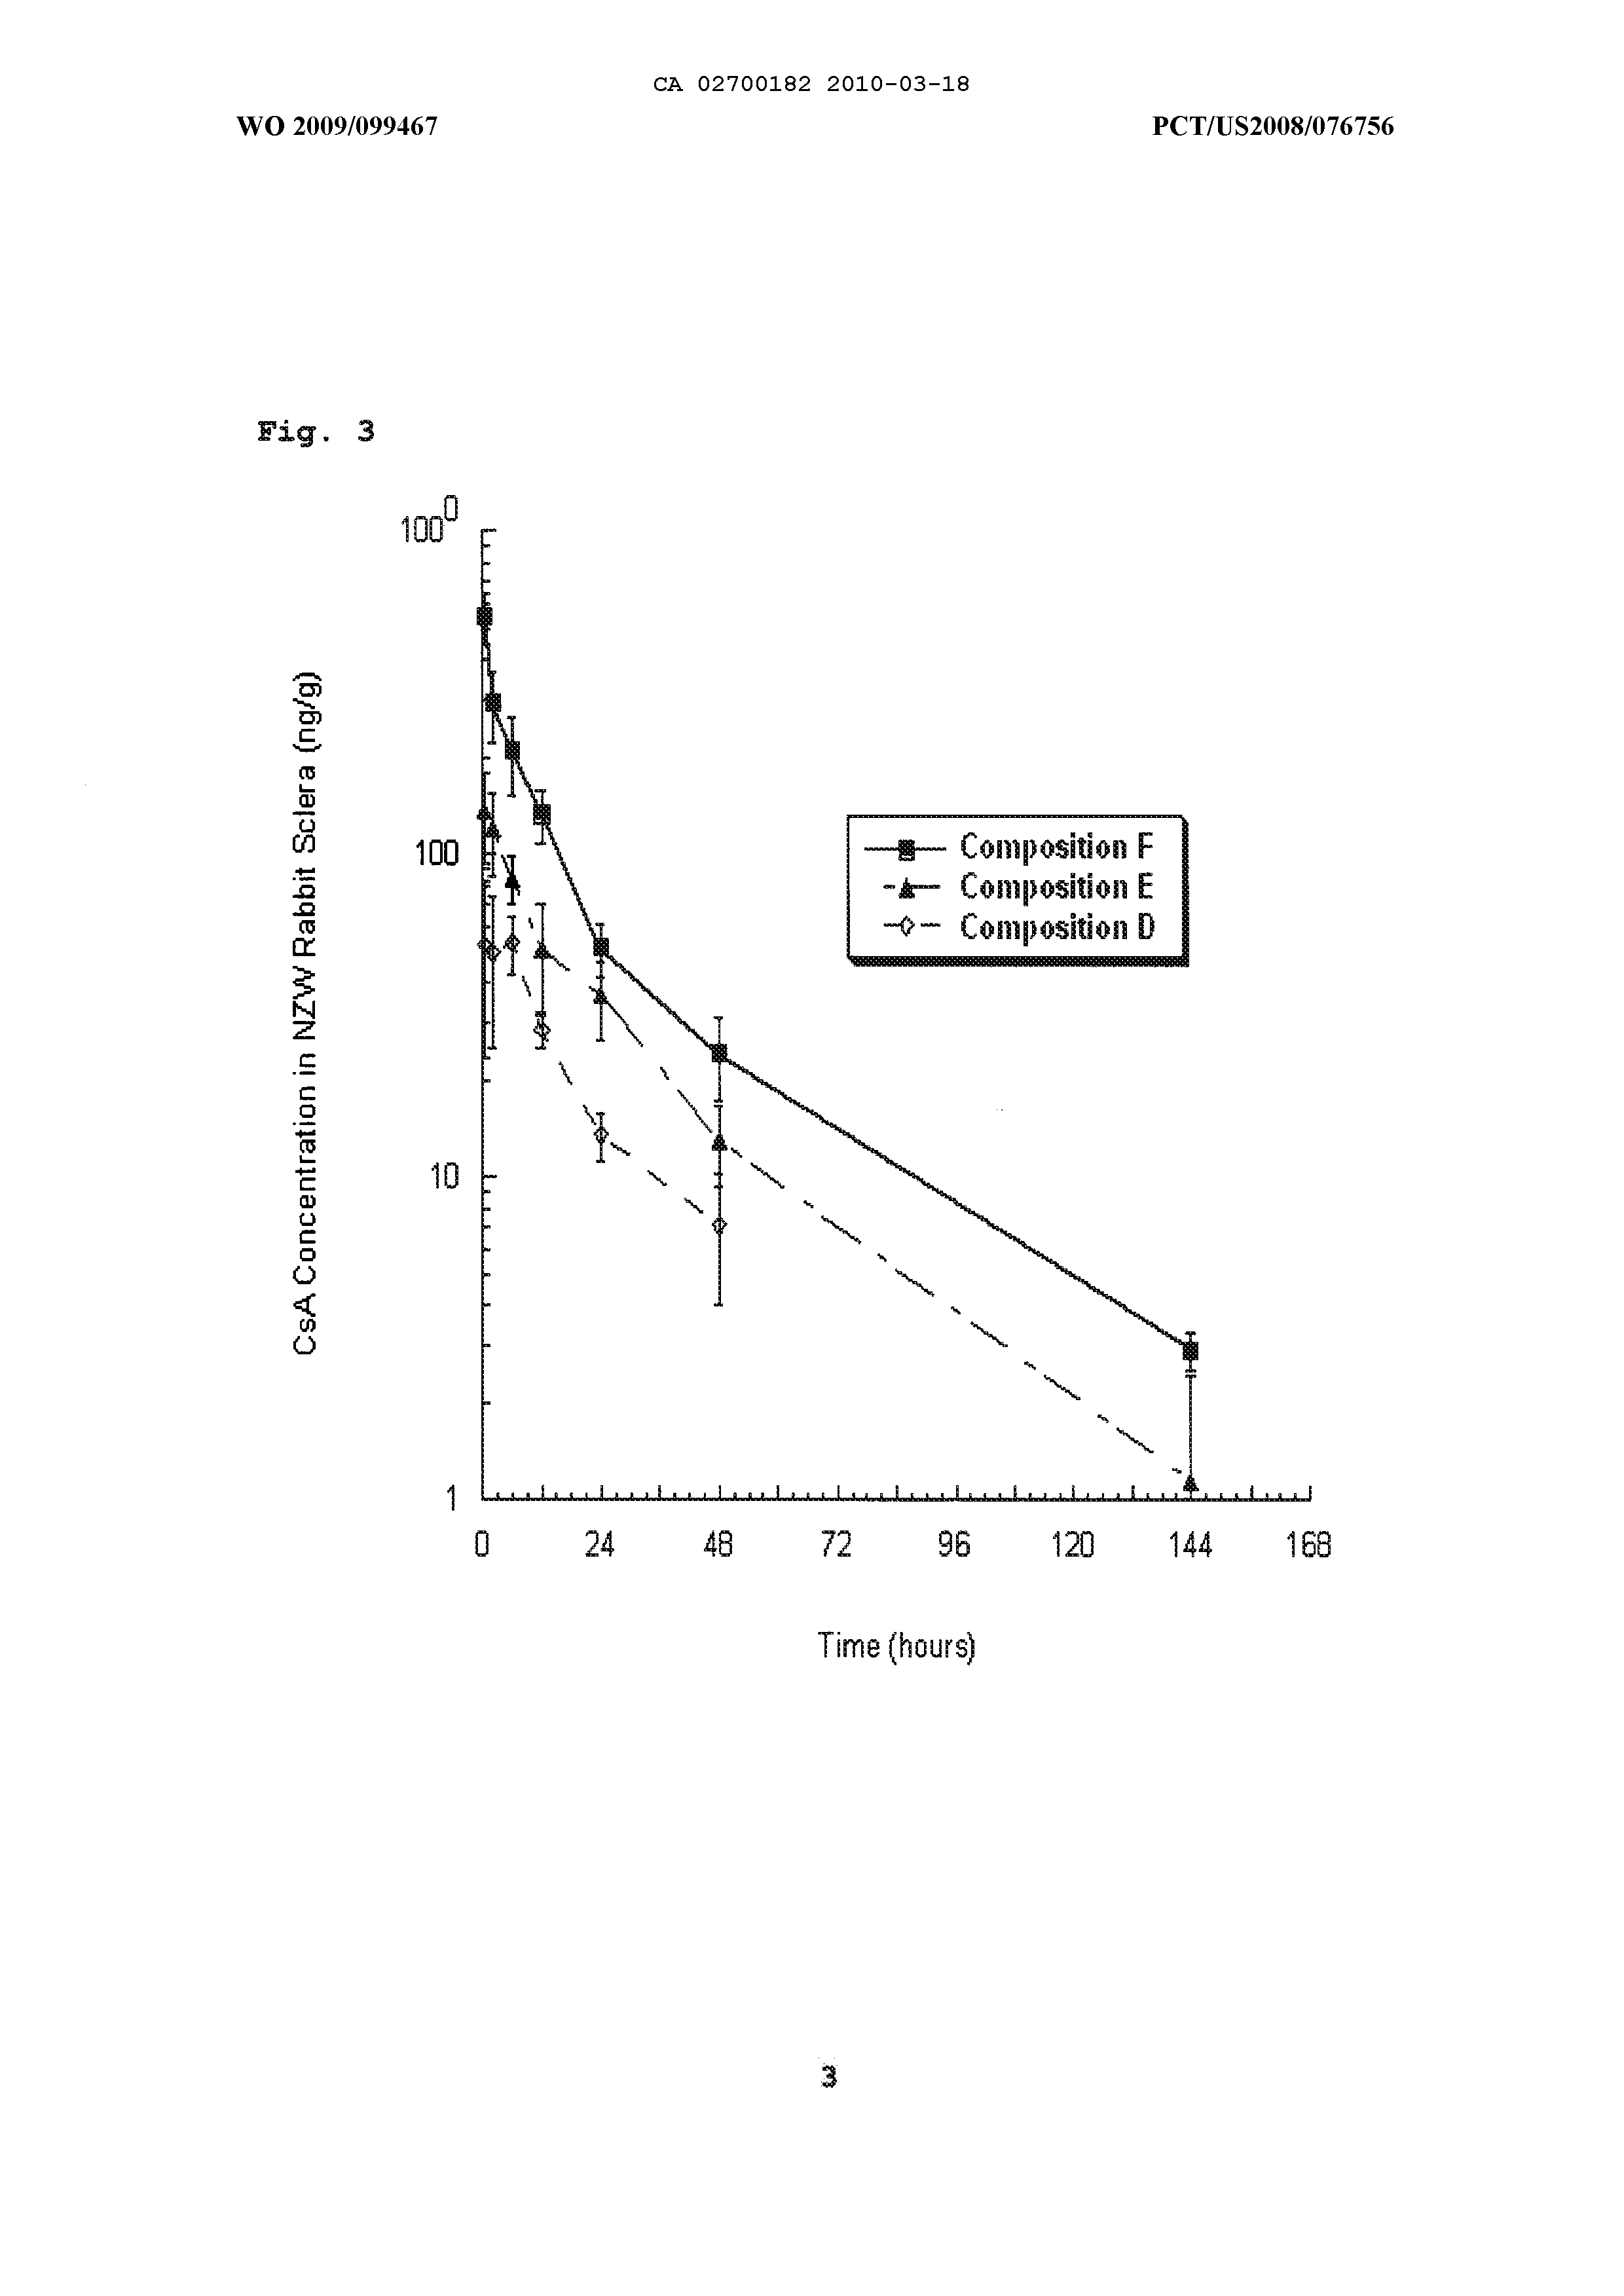 CA 02700182 2010-03-18
WO 2009/099467 PCT/US2008/076756
Fig. 3
1000
100
10
1
CsA Concentration in NZW Rabbit Sclera (ng/g)
Composition F
Composition E
Composition D
0 24 48 72 96 120 144 168
Time (hours)
3